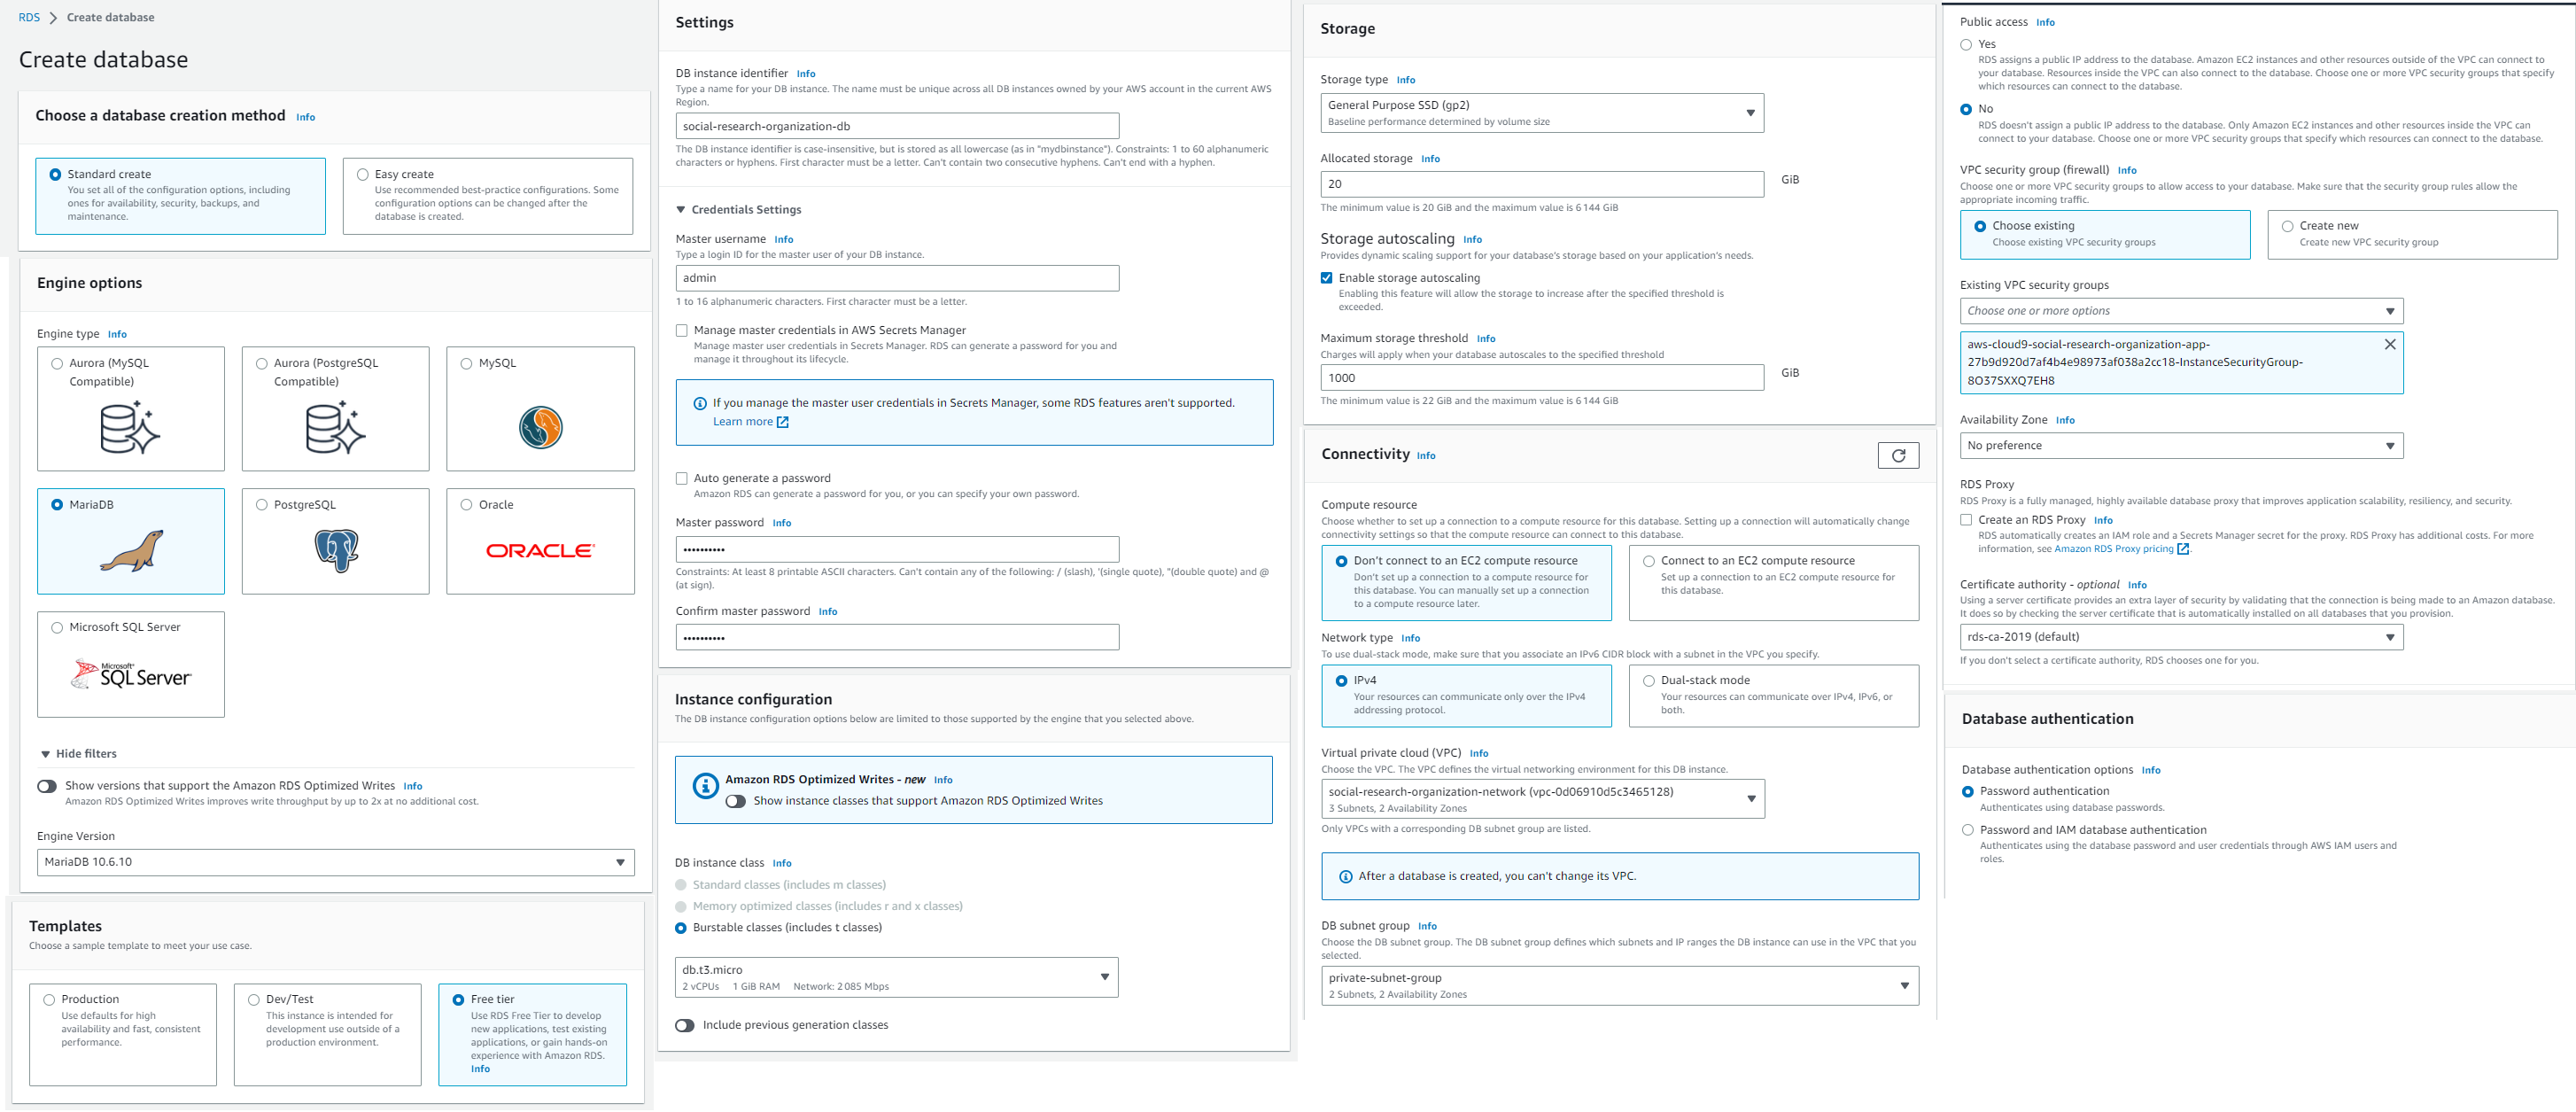 RDS > Create database
Create database
Choose a database creation method Info
Standard create
You set all of the configuration options, including
ones for availability, security, backups, and
maintenance.
Easy create
Use recommended best-practice configurations. Some
configuration options can be changed after the
database is created.
Engine options
Engine type Info
Aurora (MySQL
Compatible)
Aurora (PostgreSQL
Compatible)
MySQL
MariaDB
PostgreSQL
Oracle
ORACLE
Microsoft SQL Server
Microsoft
SQL Server
Hide filters
Show versions that support the Amazon RDS Optimized Writes Info
Amazon RDS Optimized Writes improves write throughput by up to 2x at no additional cost.
Engine Version
MariaDB 10.6.10
Templates
Choose a sample template to meet your use case.
Production
Use defaults for high
availability and fast, consistent
performance.
Dev/Test
This instance is intended for
development use outside of a
production environment.
Free tier
Use RDS Free Tier to develop
new applications, test existing
applications, or gain hands-on
experience with Amazon RDS.
Info
Settings
DB instance identifier Info
Type a name for your DB instance. The name must be unique across all DB instances owned by your AWS account in the current AWS
Region.
social-research-organization-db
The DB instance identifier is case-insensitive, but is stored as all lowercase (as in "mydbinstance"). Constraints: 1 to 60 alphanumeric
characters or hyphens. First character must be a letter. Can't contain two consecutive hyphens. Can't end with a hyphen.
Credentials Settings
Master username Info
Type a login ID for the master user of your DB instance.
admin
1 to 16 alphanumeric characters. First character must be a letter.
Manage master credentials in AWS Secrets Manager
Manage master user credentials in Secrets Manager. RDS can generate a password for you and
manage it throughout its lifecycle.
If you manage the master user credentials in Secrets Manager, some RDS features aren't supported.
Learn more
Auto generate a password
Amazon RDS can generate a password for you, or you can specify your own password.
Master password Info
••••••••••
Constraints: At least 8 printable ASCII characters. Can't contain any of the following: / (slash), '(single quote), "(double quote) and @
(at sign).
Confirm master password Info
••••••••••
Instance configuration
The DB instance configuration options below are limited to those supported by the engine that you selected above.
Amazon RDS Optimized Writes - new Info
Show instance classes that support Amazon RDS Optimized Writes
DB instance class Info
Standard classes (includes m classes)
Memory optimized classes (includes r and x classes)
Burstable classes (includes t classes)
db.t3.micro
2 vCPUs 1 GiB RAM Network: 2 085 Mbps
Include previous generation classes
Storage
Storage type Info
General Purpose SSD (gp2)
Baseline performance determined by volume size
Allocated storage Info
20 GiB
The minimum value is 20 GiB and the maximum value is 6 144 GiB
Storage autoscaling Info
Provides dynamic scaling support for your database's storage based on your application's needs.
Enable storage autoscaling
Enabling this feature will allow the storage to increase after the specified threshold is
exceeded.
Maximum storage threshold Info
Charges will apply when your database autoscales to the specified threshold
1000 GiB
The minimum value is 22 GiB and the maximum value is 6 144 GiB
Connectivity Info
Compute resource
Choose whether to set up a connection to a compute resource for this database. Setting up a connection will automatically change
connectivity settings so that the compute resource can connect to this database.
Don't connect to an EC2 compute resource
Don't set up a connection to a compute resource for
this database. You can manually set up a connection
to a compute resource later.
Connect to an EC2 compute resource
Set up a connection to an EC2 compute resource for
this database.
Network type Info
To use dual-stack mode, make sure that you associate an IPv6 CIDR block with a subnet in the VPC you specify.
IPv4
Your resources can communicate only over the IPv4
addressing protocol.
Dual-stack mode
Your resources can communicate over IPv4, IPv6, or
both.
Virtual private cloud (VPC) Info
Choose the VPC. The VPC defines the virtual networking environment for this DB instance.
social-research-organization-network (vpc-0d06910d5c3465128)
3 Subnets, 2 Availability Zones
Only VPCs with a corresponding DB subnet group are listed.
After a database is created, you can't change its VPC.
DB subnet group Info
Choose the DB subnet group. The DB subnet group defines which subnets and IP ranges the DB instance can use in the VPC that you
selected.
private-subnet-group
2 Subnets, 2 Availability Zones
Public access Info
Yes
RDS assigns a public IP address to the database. Amazon EC2 instances and other resources outside of the VPC can connect to
your database. Resources inside the VPC can also connect to the database. Choose one or more VPC security groups that specify
which resources can connect to the database.
No
RDS doesn't assign a public IP address to the database. Only Amazon EC2 instances and other resources inside the VPC can
connect to your database. Choose one or more VPC security groups that specify which resources can connect to the database.
VPC security group (firewall) Info
Choose one or more VPC security groups to allow access to your database. Make sure that the security group rules allow the
appropriate incoming traffic.
Choose existing
Choose existing VPC security groups
Create new
Create new VPC security group
Existing VPC security groups
Choose one or more options
aws-cloud9-social-research-organization-app-
27b9d920d7af4b4e98973af038a2cc18-InstanceSecurityGroup-
8O37SXXQ7EH8
Availability Zone Info
No preference
RDS Proxy
RDS Proxy is a fully managed, highly available database proxy that improves application scalability, resiliency, and security.
Create an RDS Proxy Info
RDS automatically creates an IAM role and a Secrets Manager secret for the proxy. RDS Proxy has additional costs. For more
information, see Amazon RDS Proxy pricing.
Certificate authority - optional Info
Using a server certificate provides an extra layer of security by validating that the connection is being made to an Amazon database.
It does so by checking the server certificate that is automatically installed on all databases that you provision.
rds-ca-2019 (default)
If you don't select a certificate authority, RDS chooses one for you.
Database authentication
Database authentication options Info
Password authentication
Authenticates using database passwords.
Password and IAM database authentication
Authenticates using the database password and user credentials through AWS IAM users and
roles.